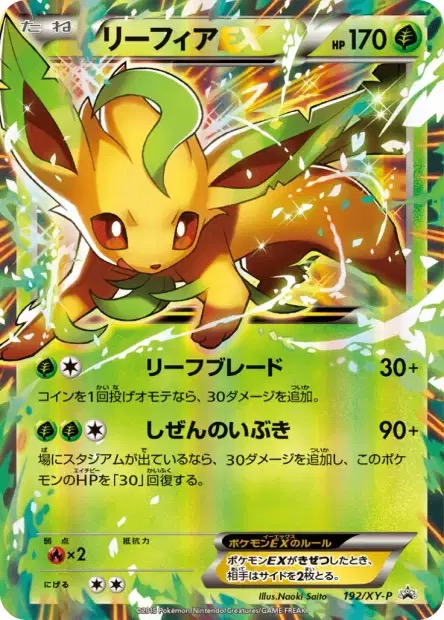 たね
リーフィアEX
HP 170
リーフブレード 30+
コインを1回投げオモテなら、30ダメージを追加。
しぜんのいぶき 90+
場にスタジアムが出ているなら、30ダメージを追加し、このポケ
モンのHPを「30」回復する。
弱点 抵抗力
×2
ポケモンEXのルール
ポケモンEXがきぜつしたとき、
相手はサイドを2枚とる。
にげる
Illus.Naoki Saito 192/XY-P
©2015 Pokémon/Nintendo/Creatures/GAME FREAK